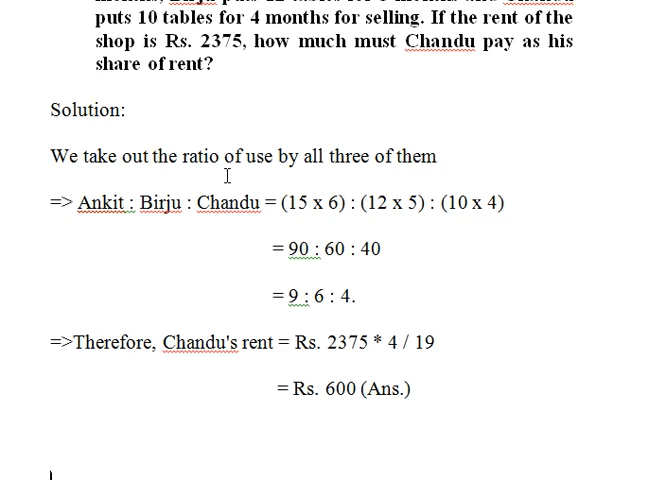 puts 10 tables for 4 months for selling. If the rent of the
shop is Rs. 2375, how much must Chandu pay as his
share of rent?
Solution:
We take out the ratio of use by all three of them
=> Ankit : Birju : Chandu = (15 x 6) : (12 x 5) : (10 x 4)
= 90 : 60 : 40
= 9 : 6 : 4.
=>Therefore, Chandu's rent = Rs. 2375 * 4 / 19
= Rs. 600 (Ans.)